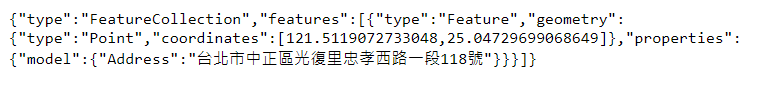 {"type":"FeatureCollection","features":[{"type":"Feature","geometry":
{"type":"Point","coordinates":[121.5119072733048,25.04729699068649]},"properties":
{"model":{"Address":"台北市中正區光復里忠孝西路一段118號"}}}]}